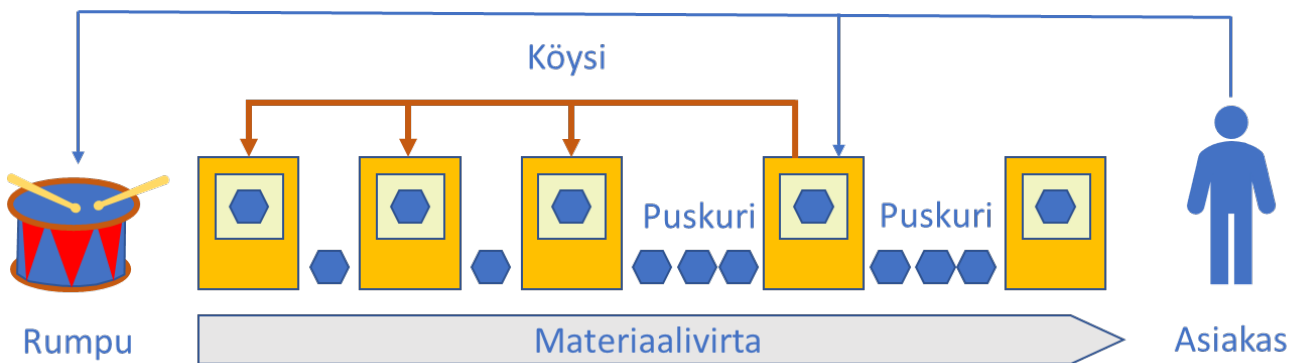 Köysi
Puskuri
Puskuri
Rumpu
Materiaalivirta
Asiakas